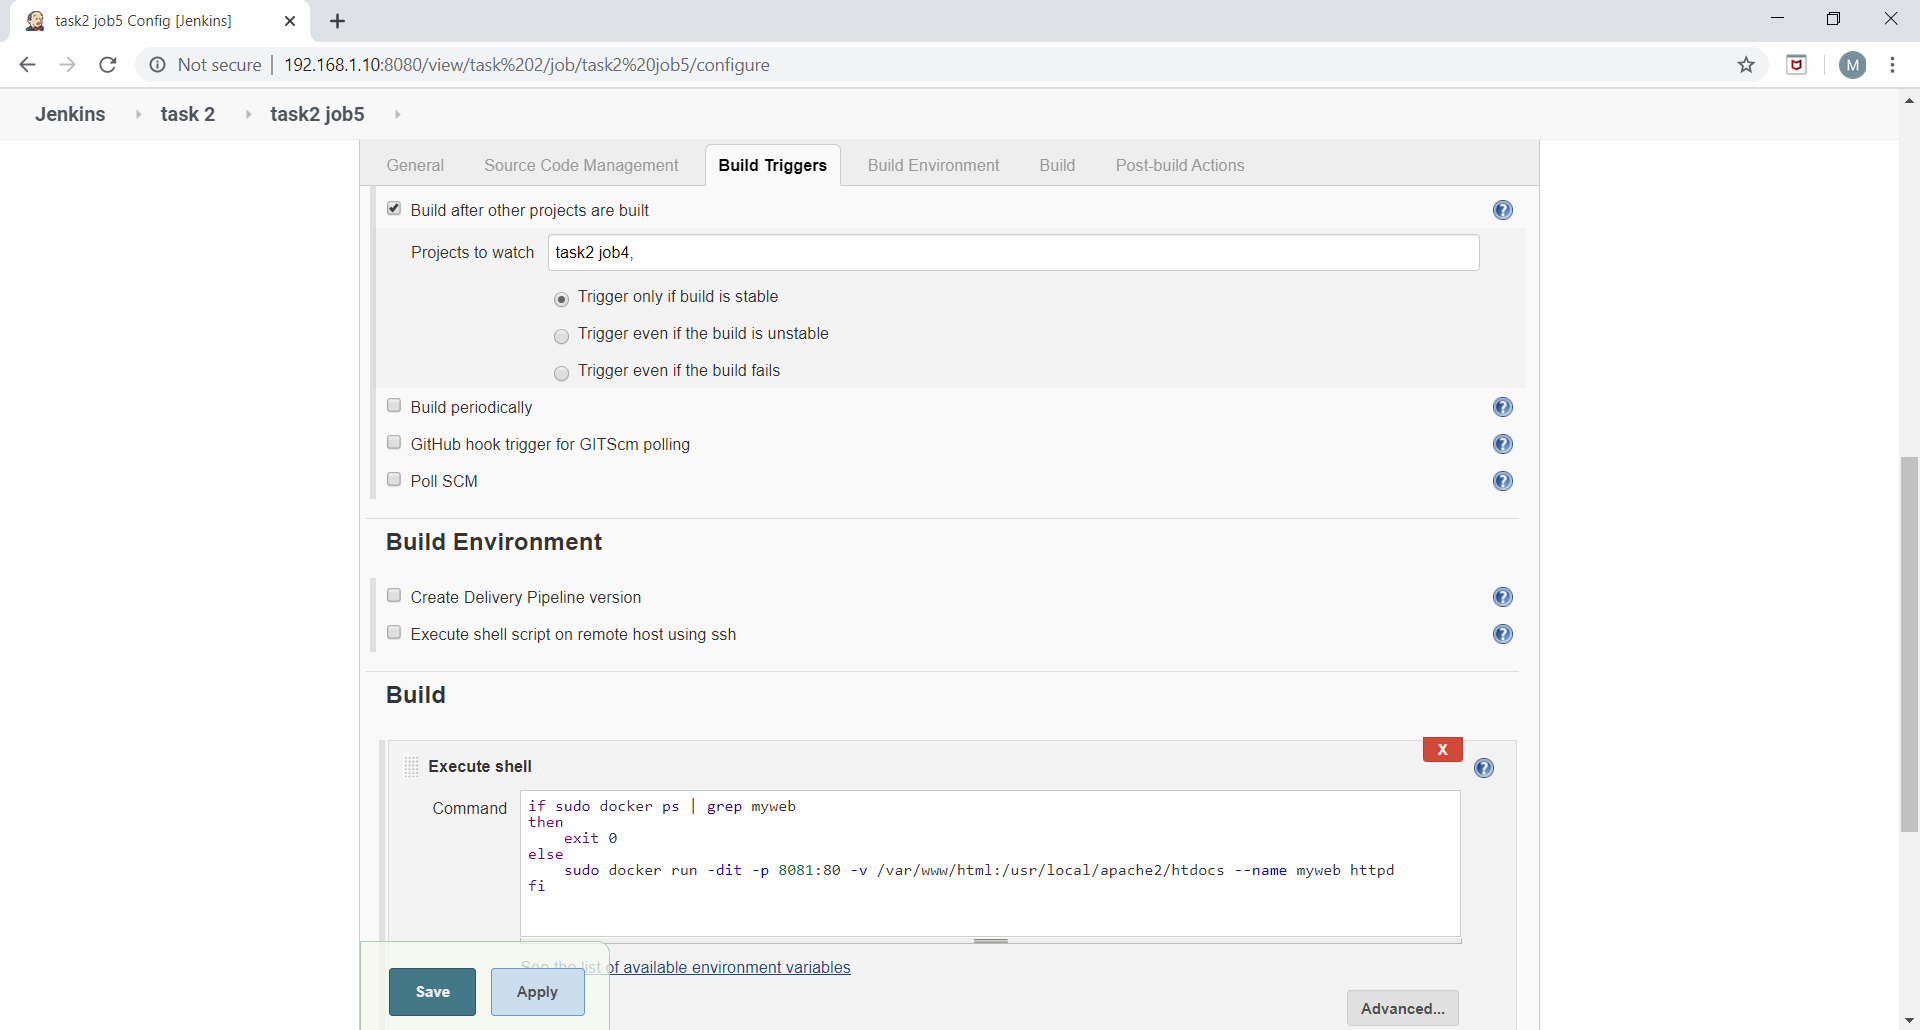 task2 job5 Config [Jenkins]
Not secure | 192.168.1.10:8080/view/task%202/job/task2%20job5/configure
M
Jenkins task 2 task2 job5
General Source Code Management Build Triggers Build Environment Build Post-build Actions
Build after other projects are built
Projects to watch task2 job4,
Trigger only if build is stable
Trigger even if the build is unstable
Trigger even if the build fails
Build periodically
GitHub hook trigger for GITScm polling
Poll SCM
Build Environment
Create Delivery Pipeline version
Execute shell script on remote host using ssh
Build
X
Execute shell
Command
if sudo docker ps | grep myweb
then
exit 0
else
sudo docker run -dit -p 8081:80 -v /var/www/html:/usr/local/apache2/htdocs --name myweb httpd
fi
See the list of available environment variables
Save Apply
Advanced...